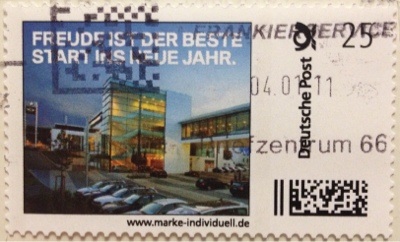 FREUDE IST DER BESTE
START INS NEUE JAHR.
FRANKIERSERVICE
25
04.01.11
Deutsche Post
fzentrum 66
www.marke-individuell.de